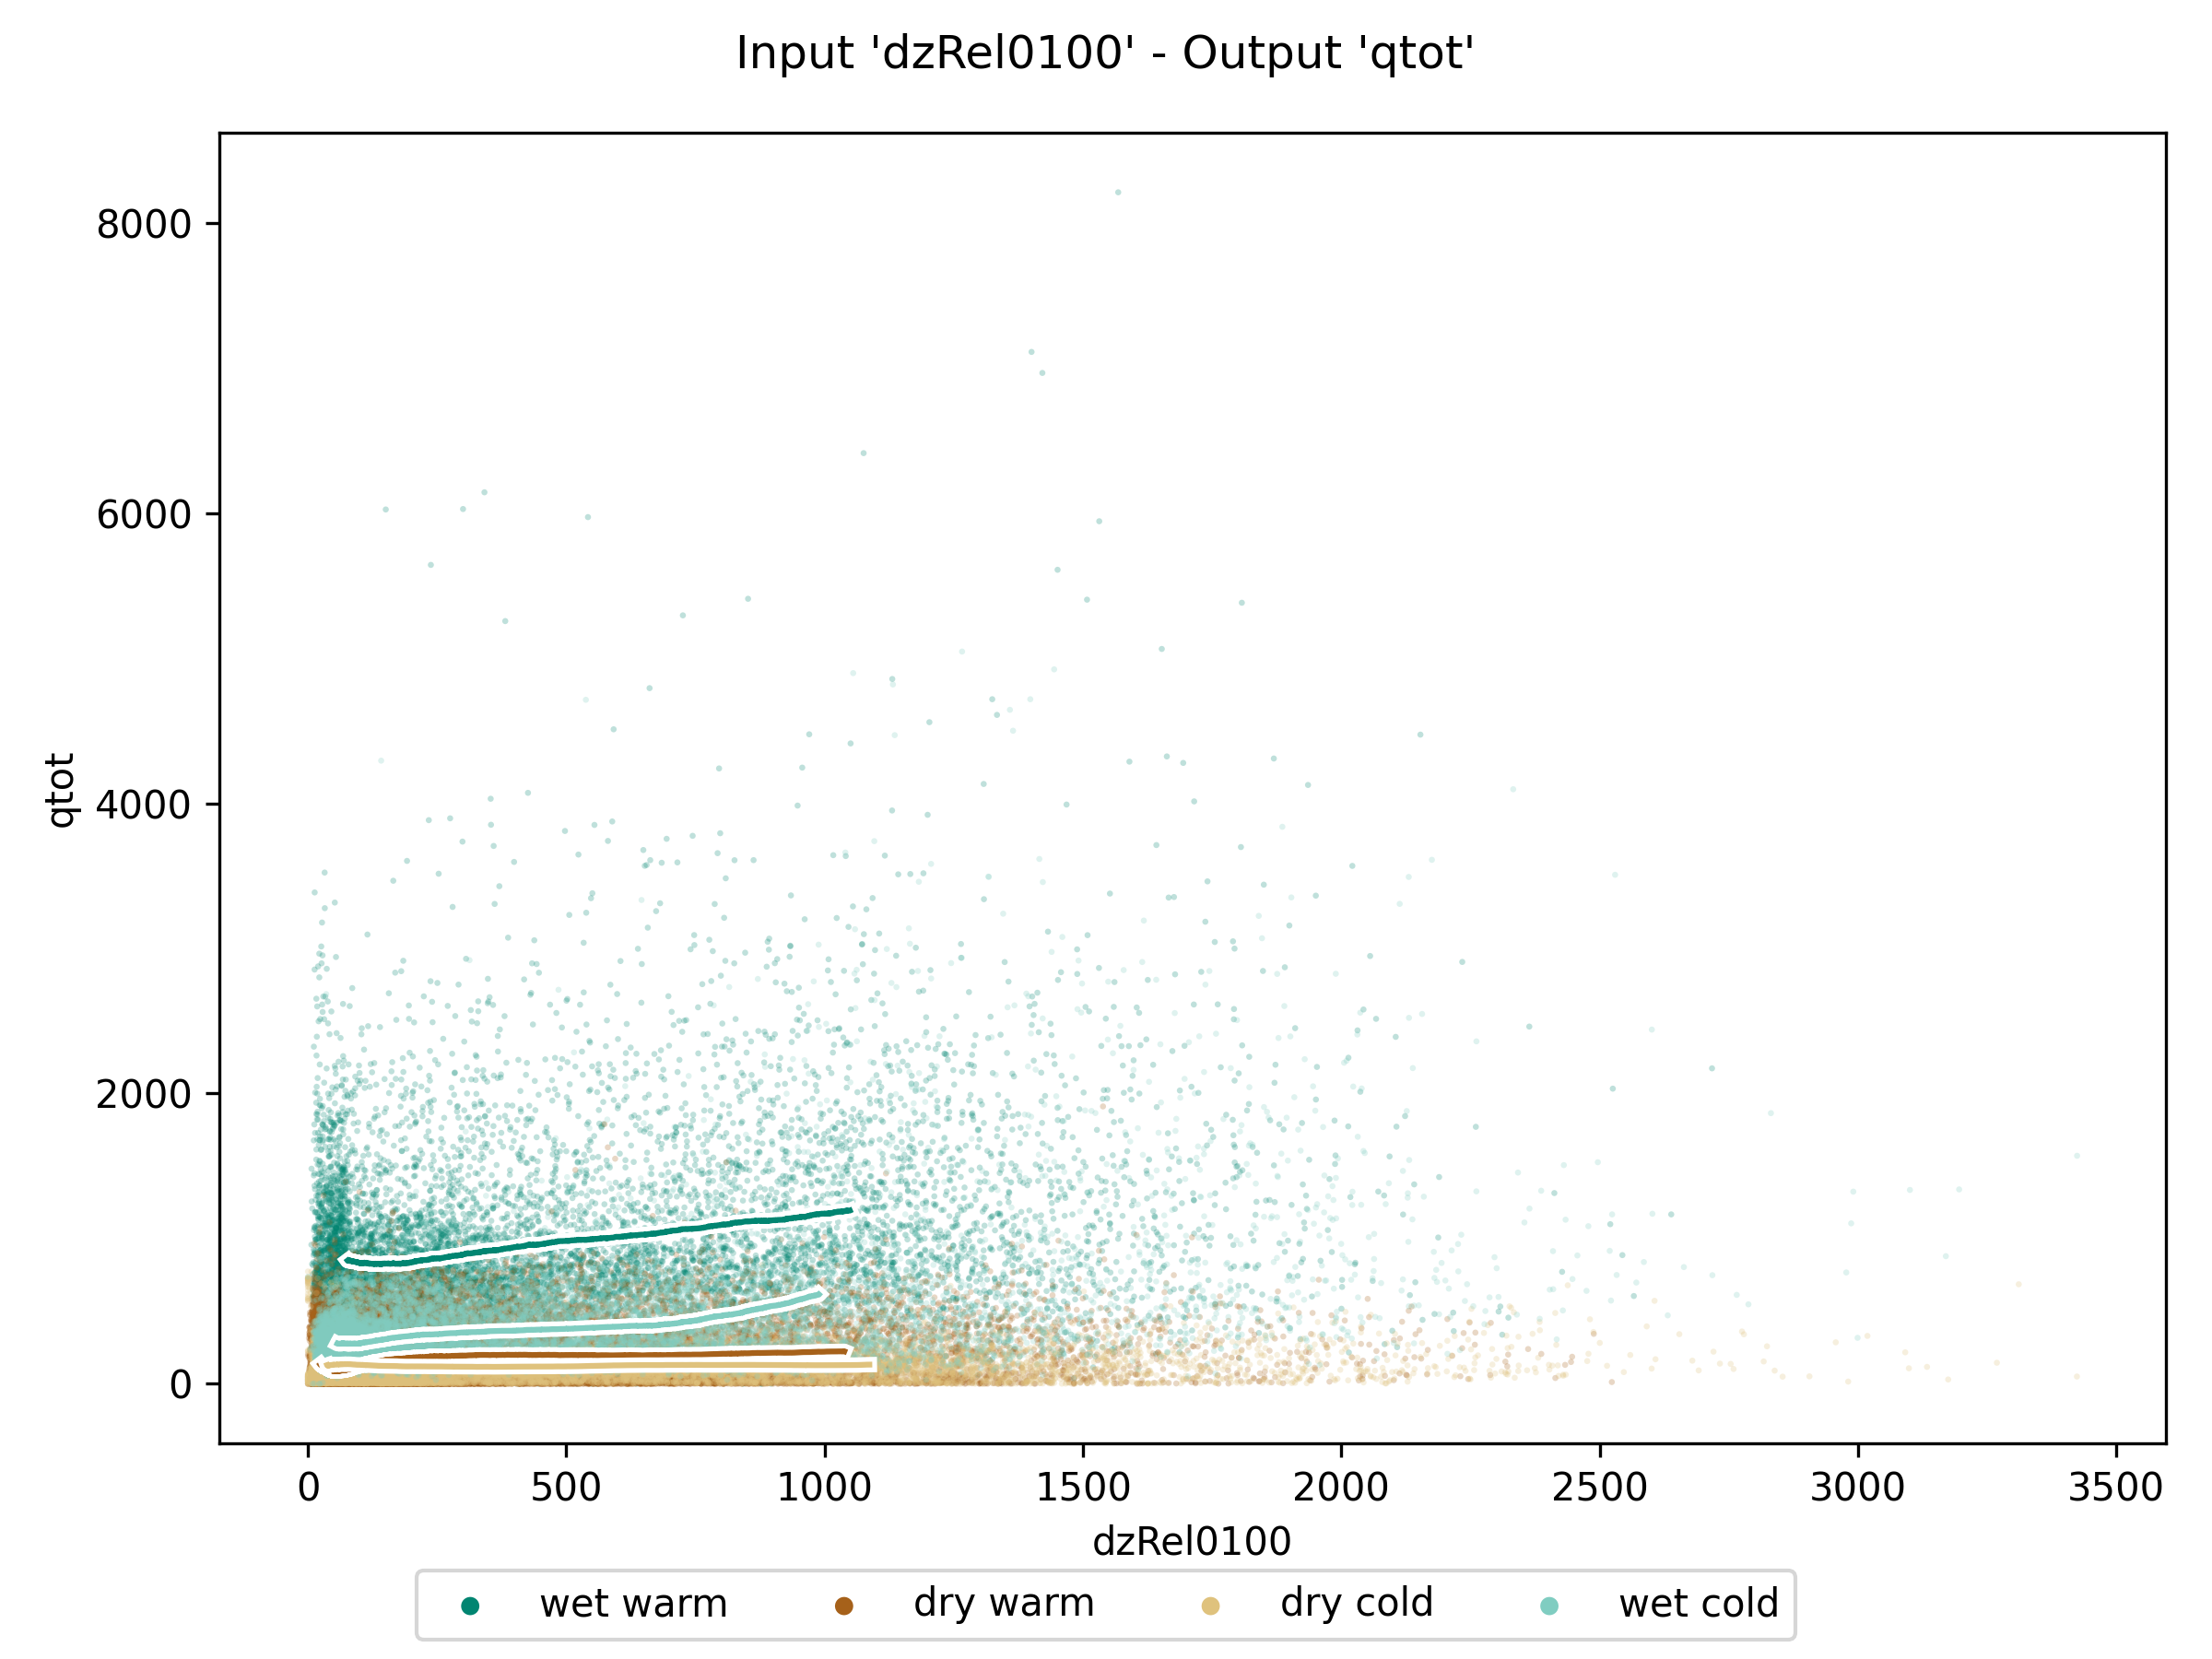 Input 'dzRel0100' - Output 'qtot'
8000
6000
4000
2000
0
qtot
0 500 1000 1500 2000 2500 3000 3500
dzRel0100
wet warm dry warm dry cold wet cold